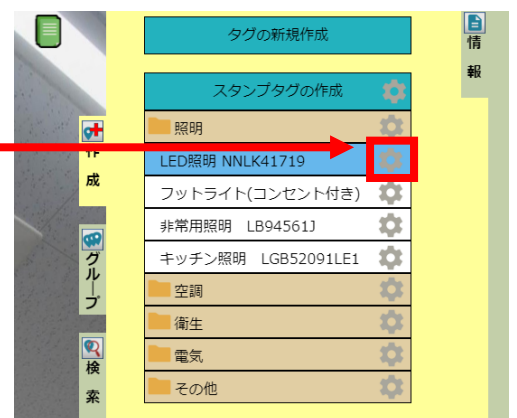 タグの新規作成
スタンプタグの作成
照明
LED照明 NNLK41719
フットライト(コンセント付き)
非常用照明 LB94561J
キッチン照明 LGB52091LE1
空調
衛生
電気
その他
作成
グループ
検索
情報